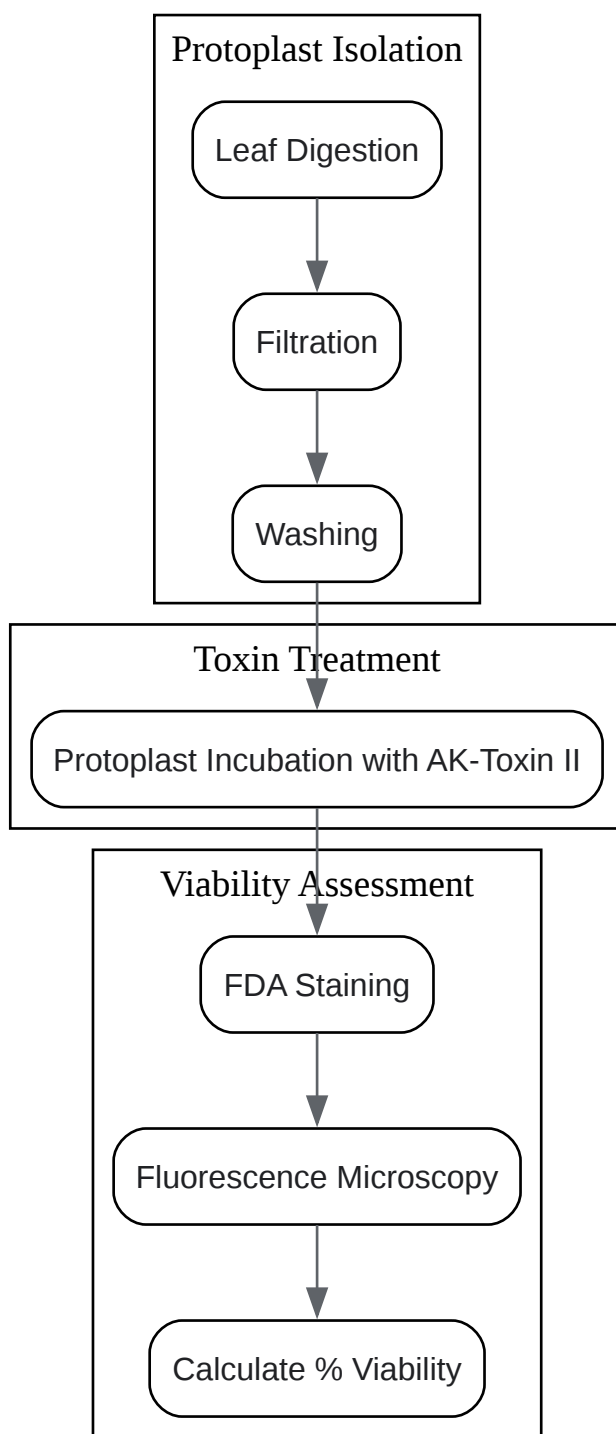 Protoplast Isolation
Leaf Digestion
Filtration
Washing
Toxin Treatment
Protoplast Incubation with AK-Toxin II
Viability Assessment
FDA Staining
Fluorescence Microscopy
Calculate % Viability